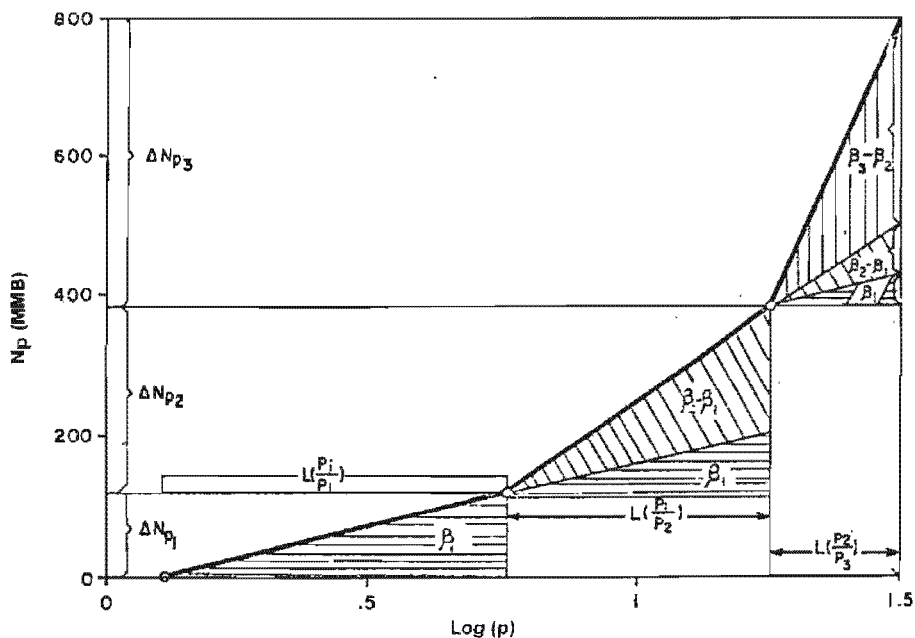 800
600
400
200
0
Np (MMB)
ΔNp3
ΔNp2
ΔNp1
L(Pi/P1)
β1
β2-β1
β1
L(P1/P2)
β3-β2
β2-β1
β1
L(P2/P3)
0
.5
1
1.5
Log (p)